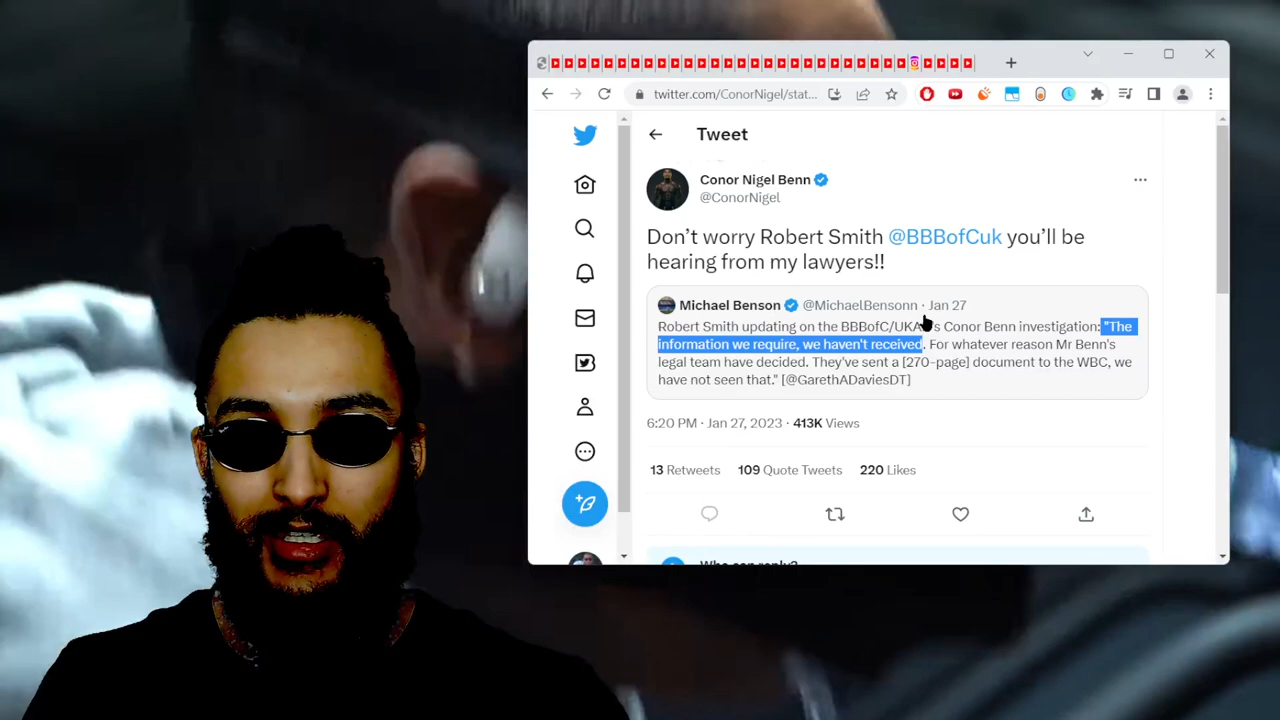 twitter.com/ConorNigel/stat...
Tweet
Conor Nigel Benn
@ConorNigel
Don’t worry Robert Smith @BBBofCuk you’ll be
hearing from my lawyers!!
Michael Benson @MichaelBensonn · Jan 27
Robert Smith updating on the BBBofC/UKA s Conor Benn investigation: "The
information we require, we haven't received. For whatever reason Mr Benn's
legal team have decided. They've sent a [270-page] document to the WBC, we
have not seen that." [@GarethADaviesDT]
6:20 PM · Jan 27, 2023 · 413K Views
13 Retweets 109 Quote Tweets 220 Likes
Who can reply?